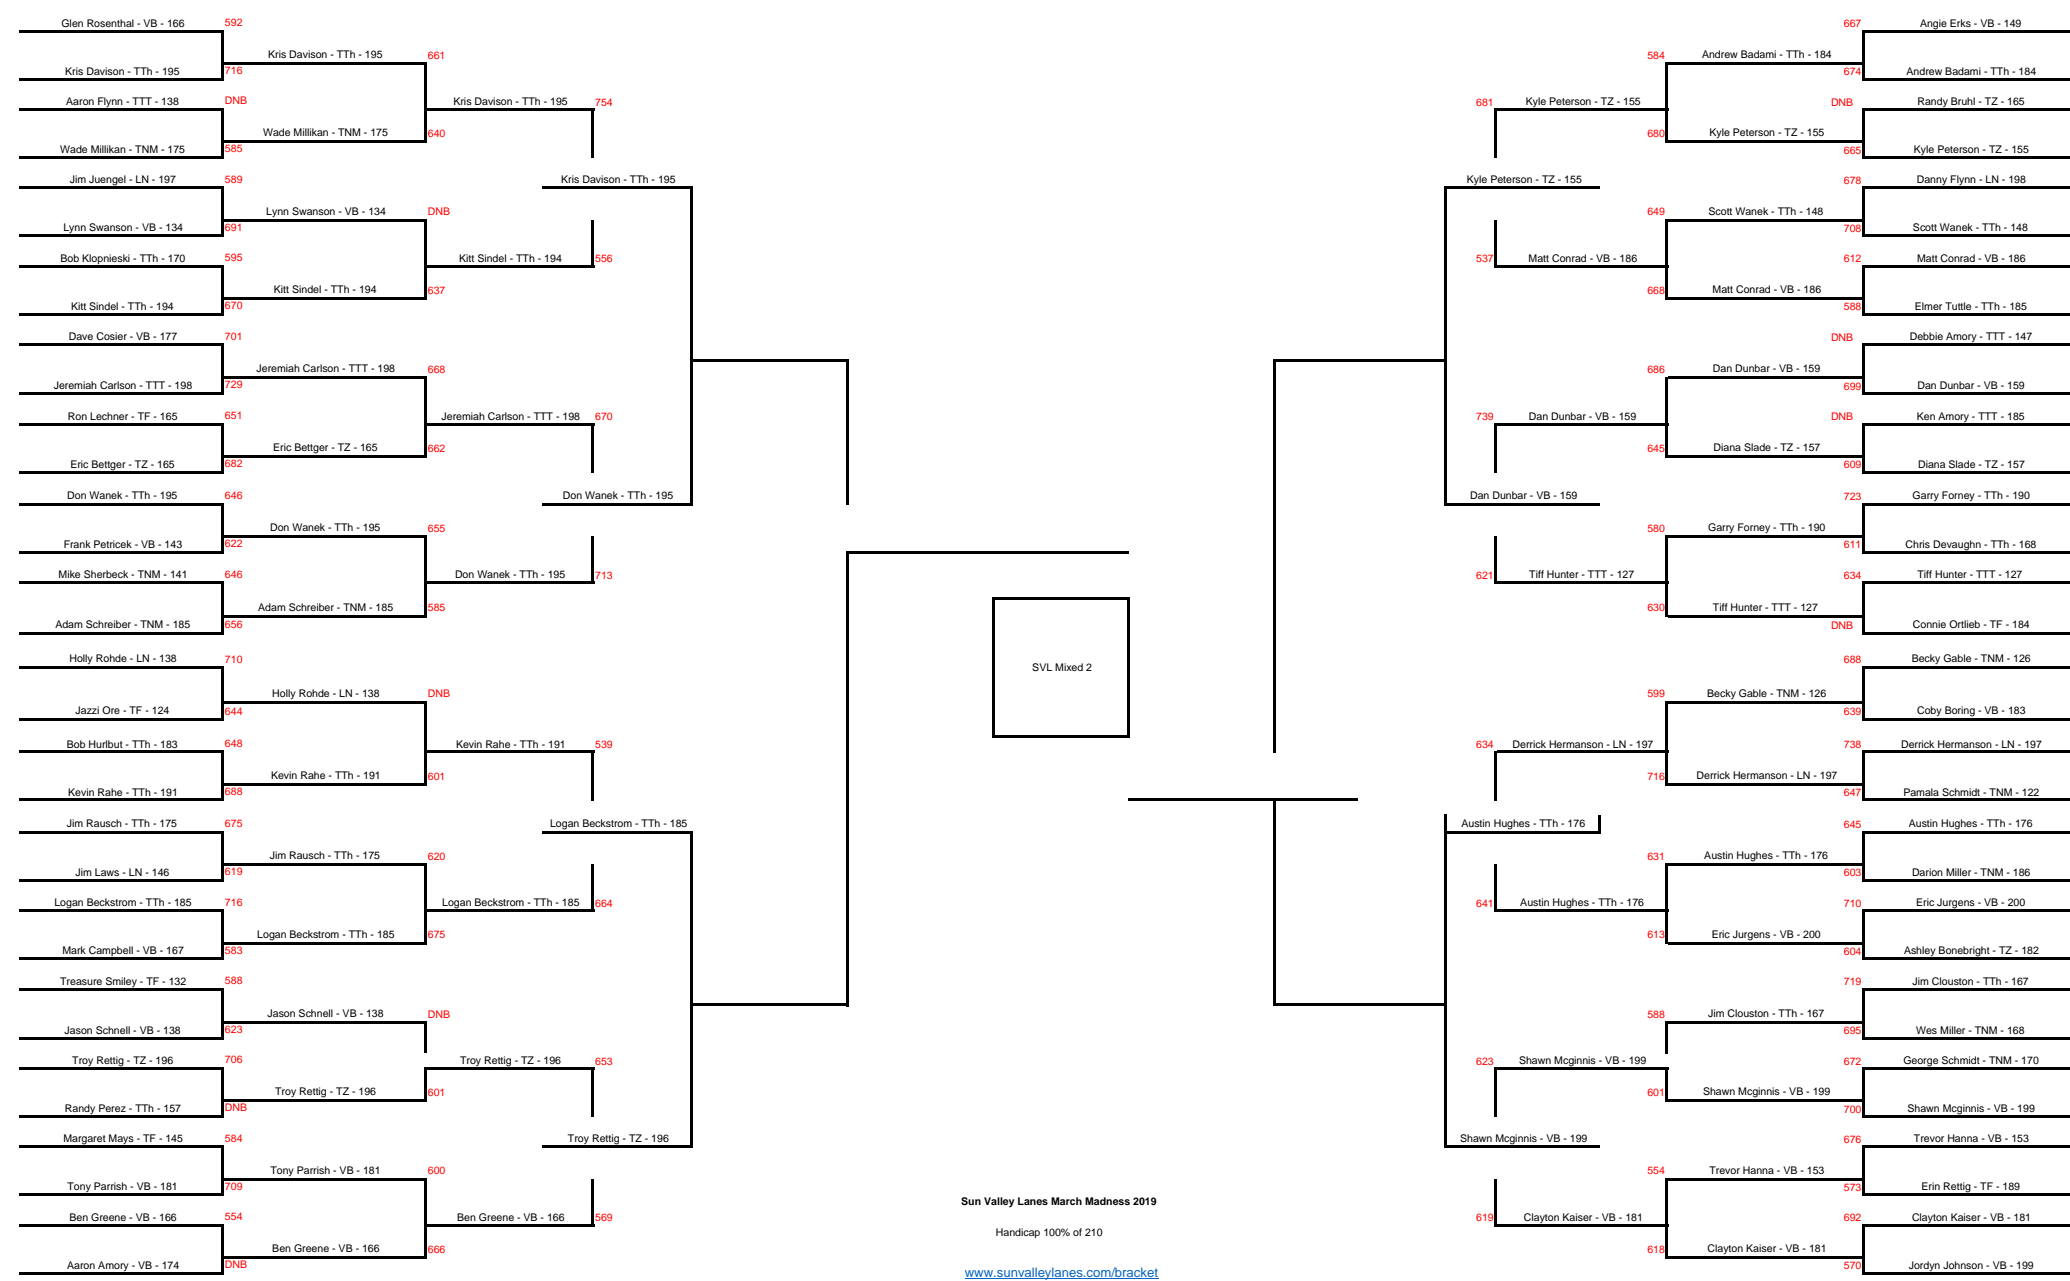 Glen Rosenthal - VB - 166 592
667 Angie Erks - VB - 149
Kris Davison - TTh - 195 661
584 Andrew Badami - TTh - 184
Kris Davison - TTh - 195 716
674 Andrew Badami - TTh - 184
Aaron Flynn - TTT - 138 DNB
Kris Davison - TTh - 195 754
681 Kyle Peterson - TZ - 155
DNB Randy Bruhl - TZ - 165
Wade Millikan - TNM - 175 640
680 Kyle Peterson - TZ - 155
Wade Millikan - TNM - 175 585
665 Kyle Peterson - TZ - 155
Jim Juengel - LN - 197 589
Kris Davison - TTh - 195
Kyle Peterson - TZ - 155
678 Danny Flynn - LN - 198
Lynn Swanson - VB - 134 DNB
649 Scott Wanek - TTh - 148
Lynn Swanson - VB - 134 691
708 Scott Wanek - TTh - 148
Bob Klopnieski - TTh - 170 595
Kitt Sindel - TTh - 194 556
537 Matt Conrad - VB - 186
612 Matt Conrad - VB - 186
Kitt Sindel - TTh - 194 637
668 Matt Conrad - VB - 186
Kitt Sindel - TTh - 194 670
588 Elmer Tuttle - TTh - 185
Dave Cosier - VB - 177 701
DNB Debbie Amory - TTT - 147
Jeremiah Carlson - TTT - 198 668
686 Dan Dunbar - VB - 159
Jeremiah Carlson - TTT - 198 729
699 Dan Dunbar - VB - 159
Ron Lechner - TF - 165 651
Jeremiah Carlson - TTT - 198 670
739 Dan Dunbar - VB - 159
DNB Ken Amory - TTT - 185
Eric Bettger - TZ - 165 662
645 Diana Slade - TZ - 157
Eric Bettger - TZ - 165 682
609 Diana Slade - TZ - 157
Don Wanek - TTh - 195 646
Don Wanek - TTh - 195
Dan Dunbar - VB - 159
723 Garry Forney - TTh - 190
Don Wanek - TTh - 195 655
580 Garry Forney - TTh - 190
Frank Petricek - VB - 143 622
611 Chris Devaughn - TTh - 168
Mike Sherbeck - TNM - 141 646
Don Wanek - TTh - 195 713
621 Tiff Hunter - TTT - 127
634 Tiff Hunter - TTT - 127
Adam Schreiber - TNM - 185 585
630 Tiff Hunter - TTT - 127
Adam Schreiber - TNM - 185 656
DNB Connie Ortlieb - TF - 184
Holly Rohde - LN - 138 710
SVL Mixed 2
688 Becky Gable - TNM - 126
Holly Rohde - LN - 138 DNB
599 Becky Gable - TNM - 126
Jazzi Ore - TF - 124 644
639 Coby Boring - VB - 183
Bob Hurlbut - TTh - 183 648
Kevin Rahe - TTh - 191 539
634 Derrick Hermanson - LN - 197
738 Derrick Hermanson - LN - 197
Kevin Rahe - TTh - 191 601
716 Derrick Hermanson - LN - 197
Kevin Rahe - TTh - 191 688
647 Pamala Schmidt - TNM - 122
Jim Rausch - TTh - 175 675
Logan Beckstrom - TTh - 185
Austin Hughes - TTh - 176
645 Austin Hughes - TTh - 176
Jim Rausch - TTh - 175 620
631 Austin Hughes - TTh - 176
Jim Laws - LN - 146 619
603 Darion Miller - TNM - 186
Logan Beckstrom - TTh - 185 716
Logan Beckstrom - TTh - 185 664
641 Austin Hughes - TTh - 176
710 Eric Jurgens - VB - 200
Logan Beckstrom - TTh - 185 675
613 Eric Jurgens - VB - 200
Mark Campbell - VB - 167 583
604 Ashley Bonebright - TZ - 182
Treasure Smiley - TF - 132 588
719 Jim Clouston - TTh - 167
Jason Schnell - VB - 138 DNB
588 Jim Clouston - TTh - 167
Jason Schnell - VB - 138 623
695 Wes Miller - TNM - 168
Troy Rettig - TZ - 196 706
Troy Rettig - TZ - 196 653
623 Shawn Mcginnis - VB - 199
672 George Schmidt - TNM - 170
Troy Rettig - TZ - 196 601
601 Shawn Mcginnis - VB - 199
Randy Perez - TTh - 157 DNB
700 Shawn Mcginnis - VB - 199
Margaret Mays - TF - 145 584
Troy Rettig - TZ - 196
Shawn Mcginnis - VB - 199
676 Trevor Hanna - VB - 153
Tony Parrish - VB - 181 600
554 Trevor Hanna - VB - 153
Tony Parrish - VB - 181 709
573 Erin Rettig - TF - 189
Sun Valley Lanes March Madness 2019
Ben Greene - VB - 166 554
Ben Greene - VB - 166 569
619 Clayton Kaiser - VB - 181
692 Clayton Kaiser - VB - 181
Handicap 100% of 210
Ben Greene - VB - 166 666
618 Clayton Kaiser - VB - 181
Aaron Amory - VB - 174 DNB
570 Jordyn Johnson - VB - 199
www.sunvalleylanes.com/bracket